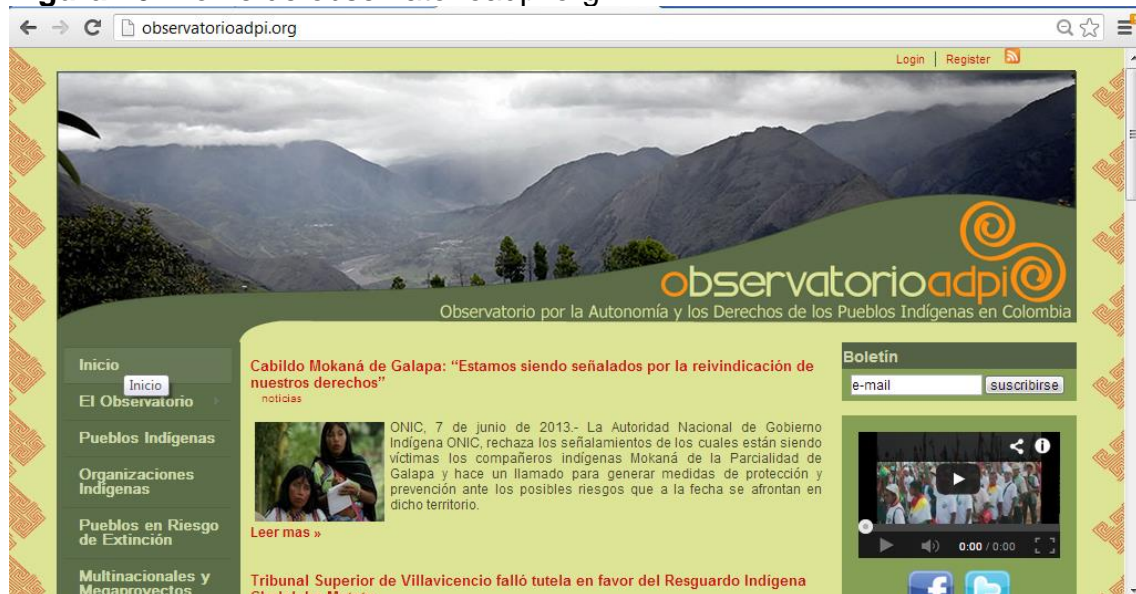 observatorioadpi.org
Login | Register
observatorioadpi
Observatorio por la Autonomía y los Derechos de los Pueblos Indígenas en Colombia
Inicio
Inicio
El Observatorio
Pueblos Indígenas
Organizaciones
Indígenas
Pueblos en Riesgo
de Extinción
Multinacionales y
Megaproyectos
Cabildo Mokaná de Galapa: “Estamos siendo señalados por la reivindicación de
nuestros derechos”
noticias
ONIC, 7 de junio de 2013.- La Autoridad Nacional de Gobierno
Indígena ONIC, rechaza los señalamientos de los cuales están siendo
víctimas los compañeros indígenas Mokaná de la Parcialidad de
Galapa y hace un llamado para generar medidas de protección y
prevención ante los posibles riesgos que a la fecha se afrontan en
dicho territorio.
Leer mas »
Tribunal Superior de Villavicencio falló tutela en favor del Resguardo Indígena
Boletín
e-mail
suscribirse
0:00 / 0:00